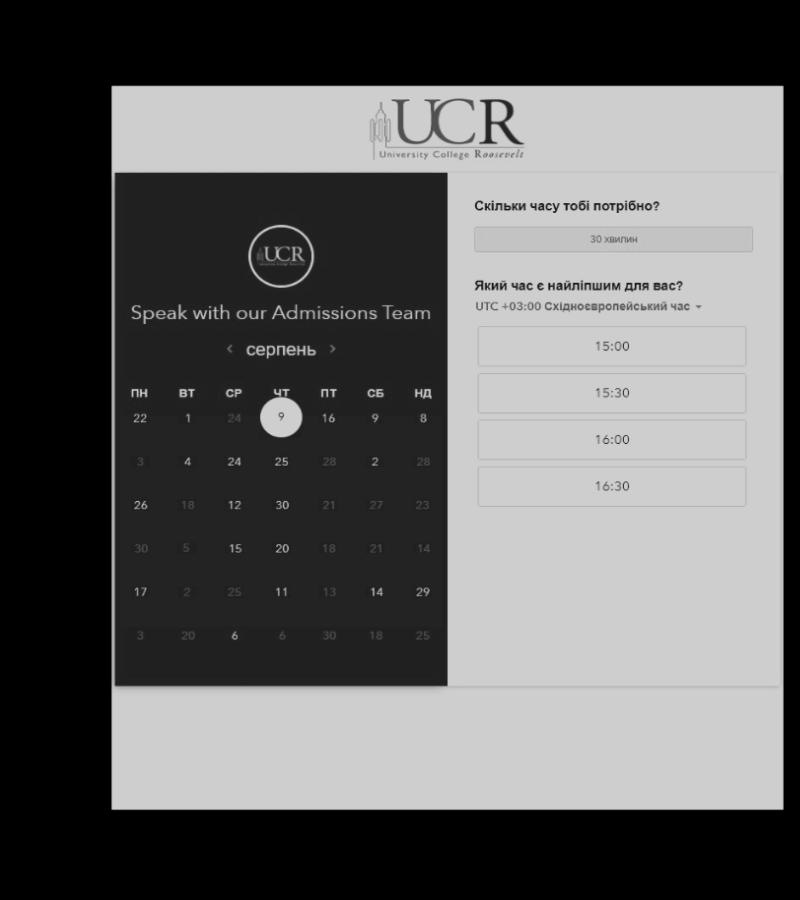 UCR
University College Roosevelt
UCR
Speak with our Admissions Team
серпень
ПН ВТ СР ЧТ ПТ СБ НД
22 1 24 9 16 9 8
3 4 24 25 28 2 28
26 18 12 30 21 27 23
30 5 15 20 18 21 14
17 2 25 11 13 14 29
3 20 6 6 30 18 25
Скільки часу тобі потрібно?
30 хвилин
Який час є найліпшим для вас?
UTC +03:00 Східноєвропейський час
15:00
15:30
16:00
16:30